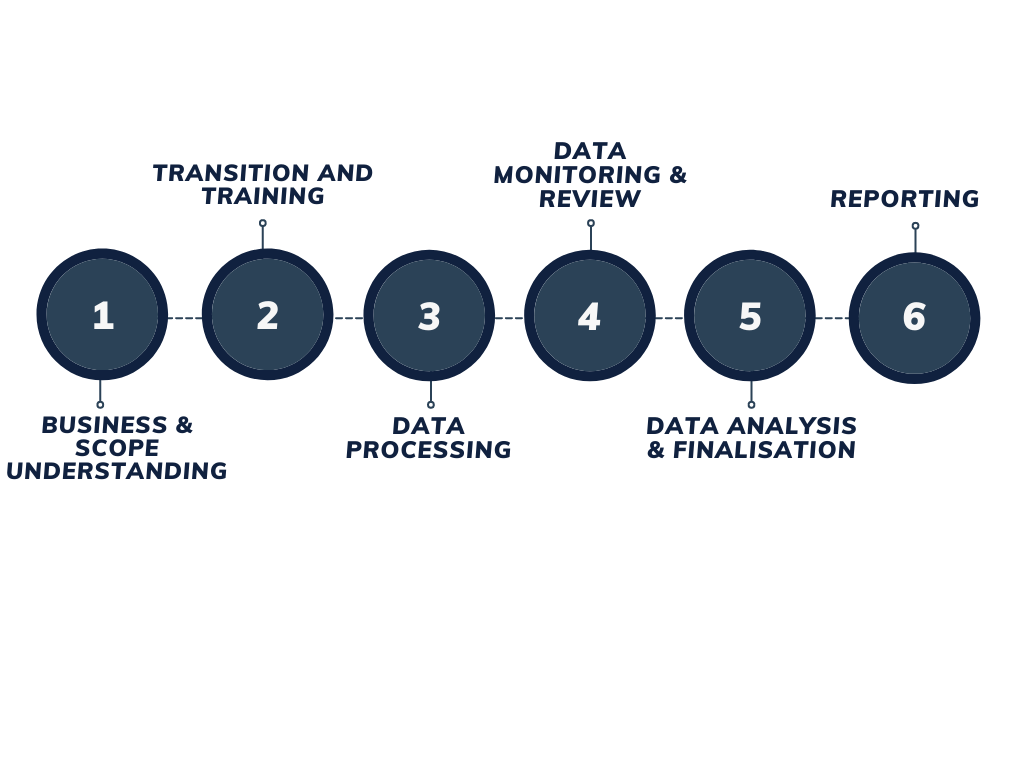 TRANSITION AND
TRAINING
DATA
MONITORING &
REVIEW
REPORTING
1
2
3
4
5
6
BUSINESS &
SCOPE
UNDERSTANDING
DATA
PROCESSING
DATA ANALYSIS
& FINALISATION